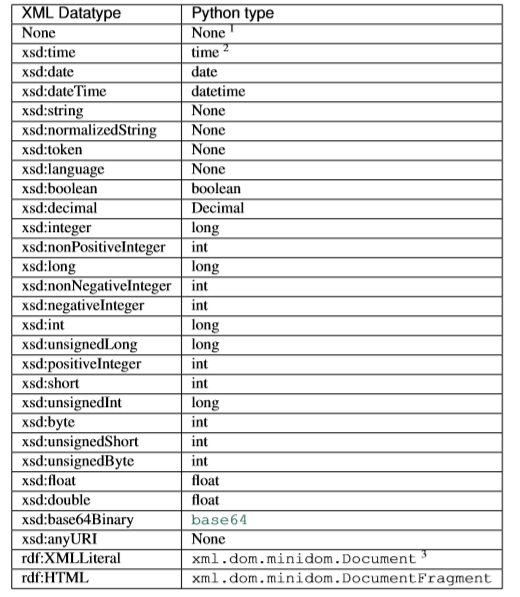 XML Datatype Python type
None None 1
xsd:time time 2
xsd:date date
xsd:dateTime datetime
xsd:string None
xsd:normalizedString None
xsd:token None
xsd:language None
xsd:boolean boolean
xsd:decimal Decimal
xsd:integer long
xsd:nonPositiveInteger int
xsd:long long
xsd:nonNegativeInteger int
xsd:negativeInteger int
xsd:int long
xsd:unsignedLong long
xsd:positiveInteger int
xsd:short int
xsd:unsignedInt long
xsd:byte int
xsd:unsignedShort int
xsd:unsignedByte int
xsd:float float
xsd:double float
xsd:base64Binary base64
xsd:anyURI None
rdf:XMLLiteral xml.dom.minidom.Document 3
rdf:HTML xml.dom.minidom.DocumentFragment